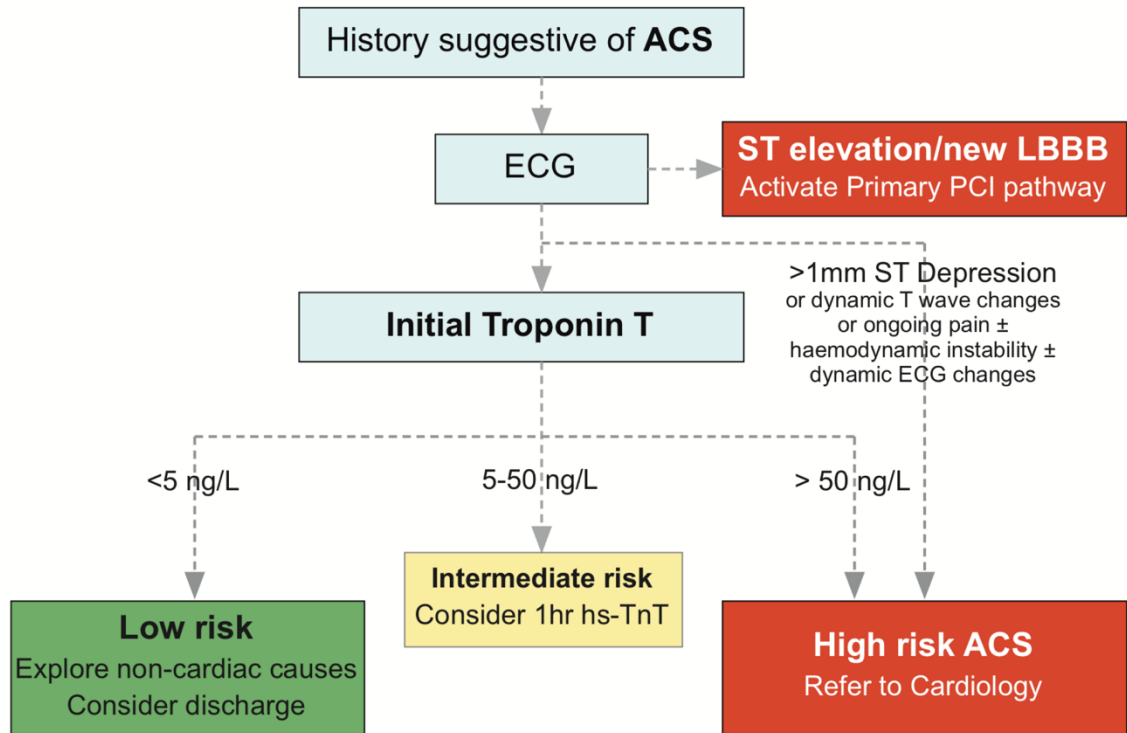 History suggestive of ACS
ECG
ST elevation/new LBBB
Activate Primary PCI pathway
>1mm ST Depression
or dynamic T wave changes
or ongoing pain ±
haemodynamic instability ±
dynamic ECG changes
Initial Troponin T
<5 ng/L
5-50 ng/L
> 50 ng/L
Low risk
Explore non-cardiac causes
Consider discharge
Intermediate risk
Consider 1hr hs-TnT
High risk ACS
Refer to Cardiology